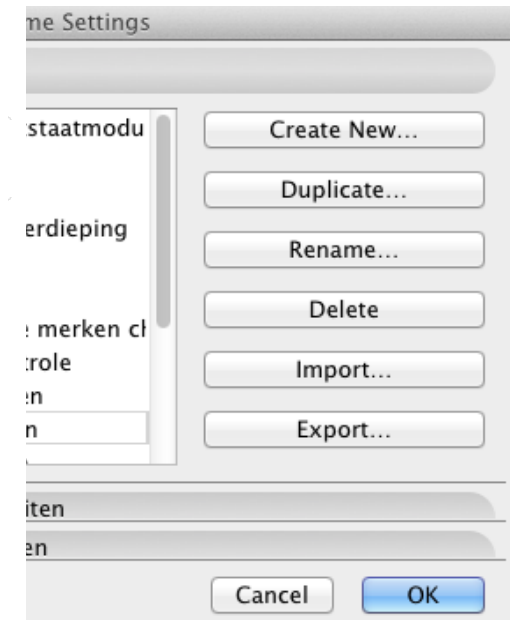 me Settings
:staatmodu
Create New...
Duplicate...
erdieping
Rename...
Delete
e merken ch
trole
Import...
en
n
Export...
iten
en
Cancel OK